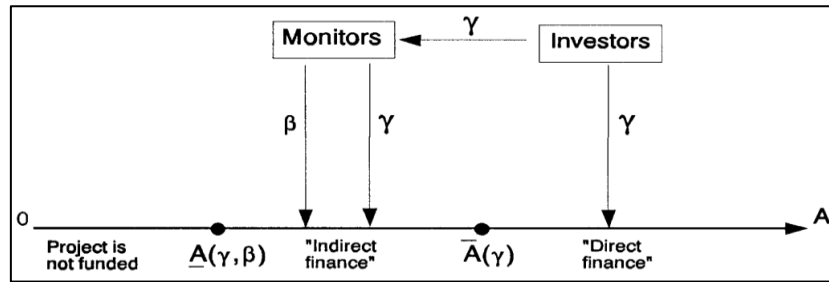 Monitors
γ
Investors
β
γ
γ
0
A
Project is
not funded
A(γ,β)
"Indirect
finance"
A(γ)
"Direct
finance"